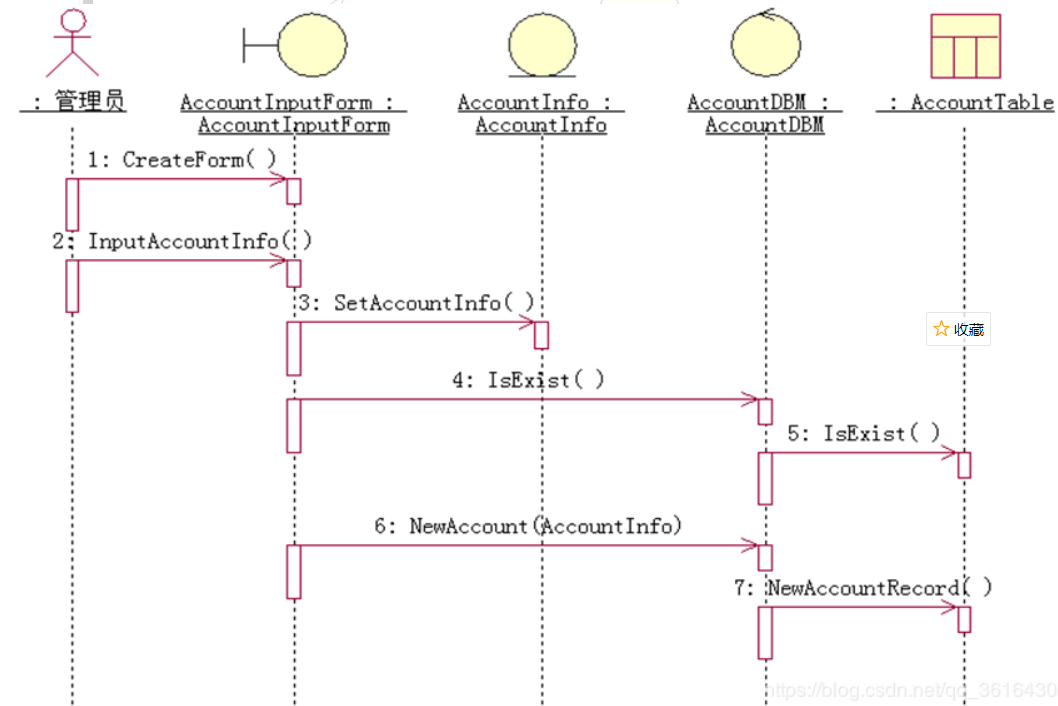 : 管理员
AccountInputForm :
AccountInputForm
AccountInfo :
AccountInfo
AccountDBM :
AccountDBM
: AccountTable
1: CreateForm( )
2: InputAccountInfo( )
3: SetAccountInfo( )
收藏
4: IsExist( )
5: IsExist( )
6: NewAccount(AccountInfo)
7: NewAccountRecord( )
https://blog.csdn.net/qq_3616430